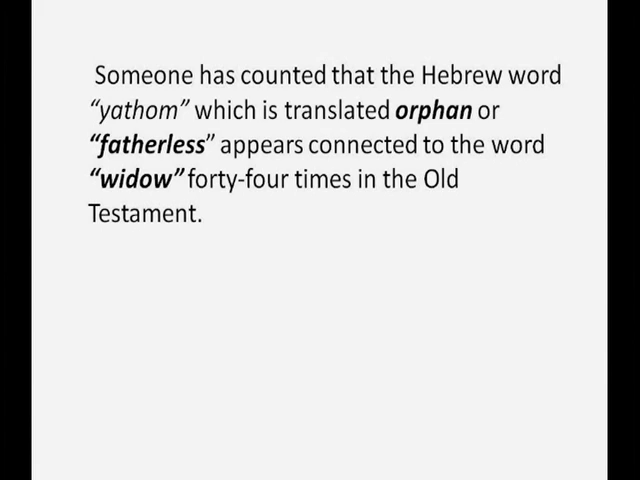 Someone has counted that the Hebrew word
“yathom” which is translated orphan or
“fatherless” appears connected to the word
“widow” forty-four times in the Old
Testament.